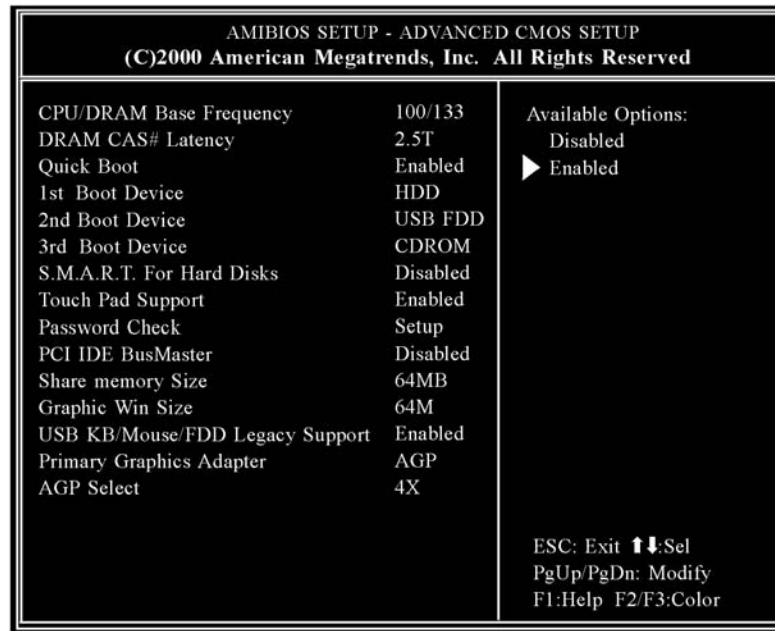 AMIBIOS SETUP - ADVANCED CMOS SETUP
(C)2000 American Megatrends, Inc. All Rights Reserved
CPU/DRAM Base Frequency 100/133
DRAM CAS# Latency 2.5T
Quick Boot Enabled
1st Boot Device HDD
2nd Boot Device USB FDD
3rd Boot Device CDROM
S.M.A.R.T. For Hard Disks Disabled
Touch Pad Support Enabled
Password Check Setup
PCI IDE BusMaster Disabled
Share memory Size 64MB
Graphic Win Size 64M
USB KB/Mouse/FDD Legacy Support Enabled
Primary Graphics Adapter AGP
AGP Select 4X
Available Options:
Disabled
Enabled
ESC: Exit ⬆⬇:Sel
PgUp/PgDn: Modify
F1:Help F2/F3:Color